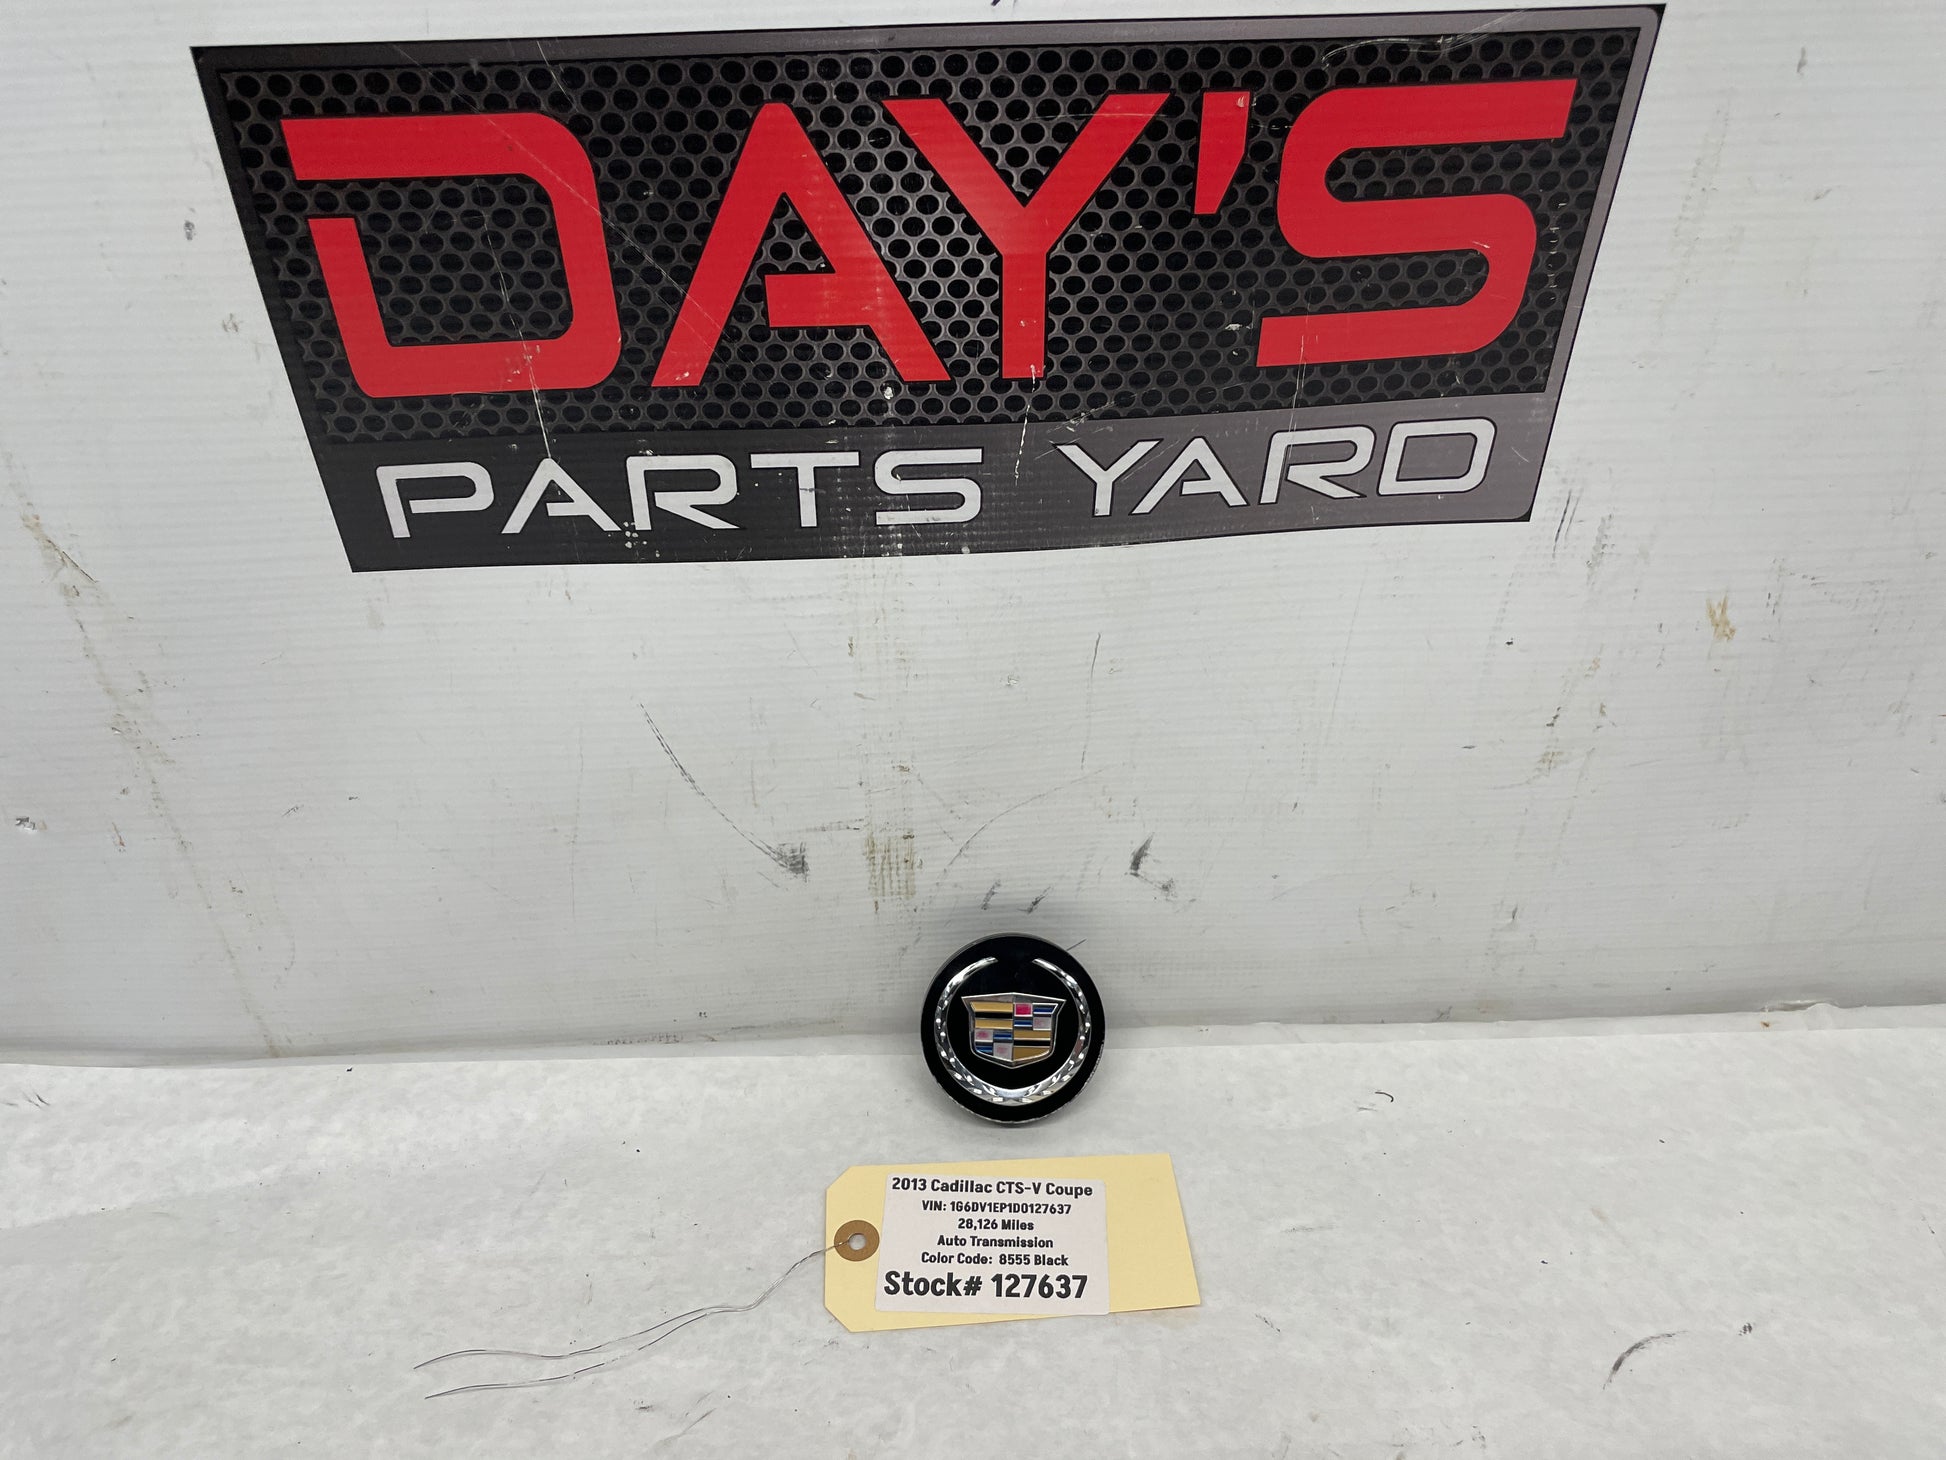 DAY'S
PARTS YARD
2013 Cadillac CTS-V Coupe
VIN: 1G6DV1EP1D0127637
28,126 Miles
Auto Transmission
Color Code: 8555 Black
Stock# 127637